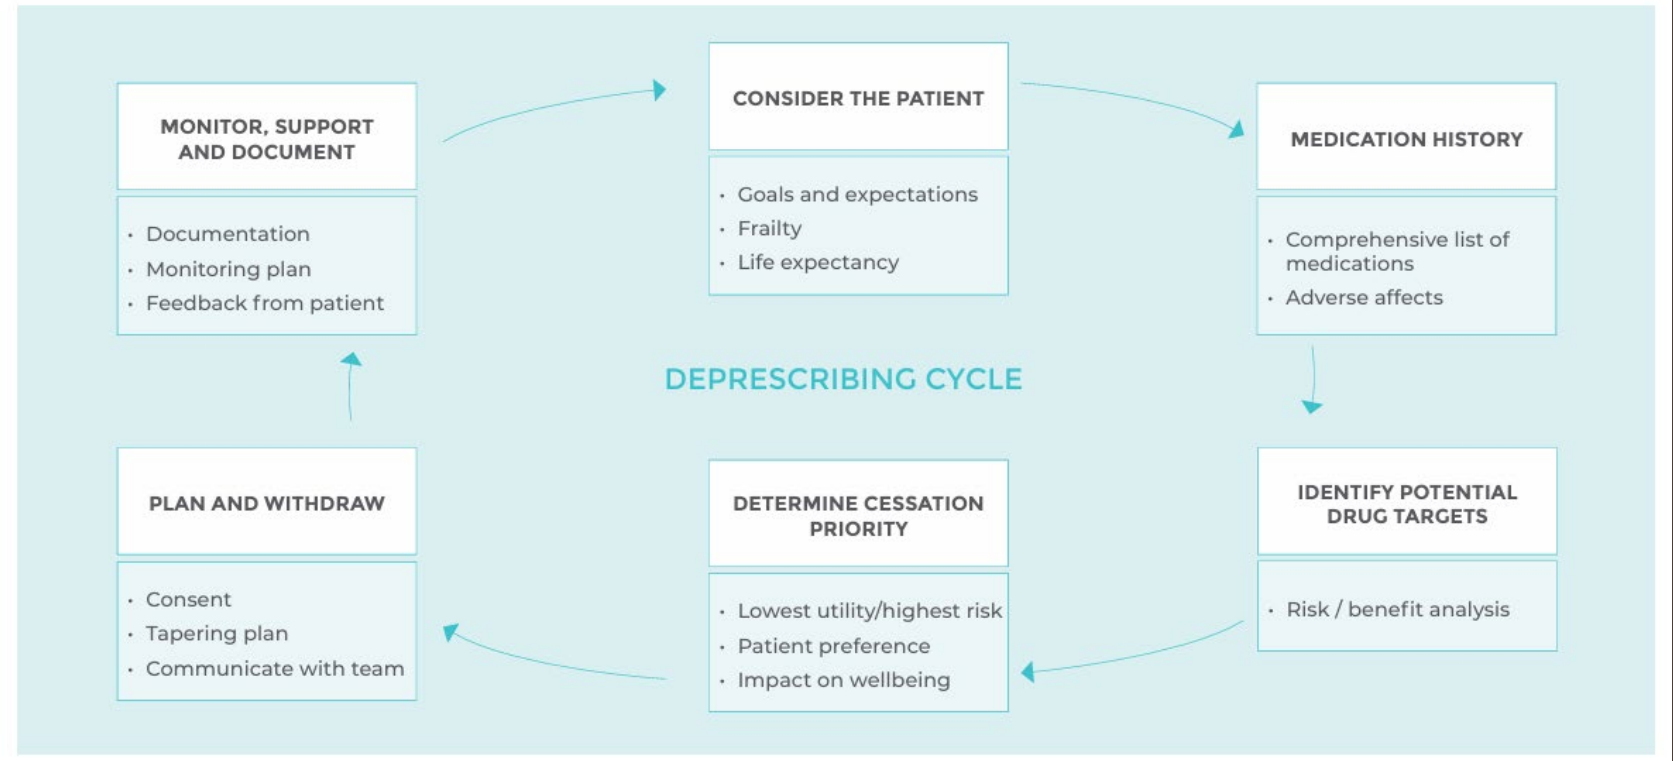 CONSIDER THE PATIENT
• Goals and expectations
• Frailty
• Life expectancy
MEDICATION HISTORY
• Comprehensive list of
medications
• Adverse affects
IDENTIFY POTENTIAL
DRUG TARGETS
• Risk / benefit analysis
DETERMINE CESSATION
PRIORITY
• Lowest utility/highest risk
• Patient preference
• Impact on wellbeing
PLAN AND WITHDRAW
• Consent
• Tapering plan
• Communicate with team
MONITOR, SUPPORT
AND DOCUMENT
• Documentation
• Monitoring plan
• Feedback from patient
DEPRESCRIBING CYCLE